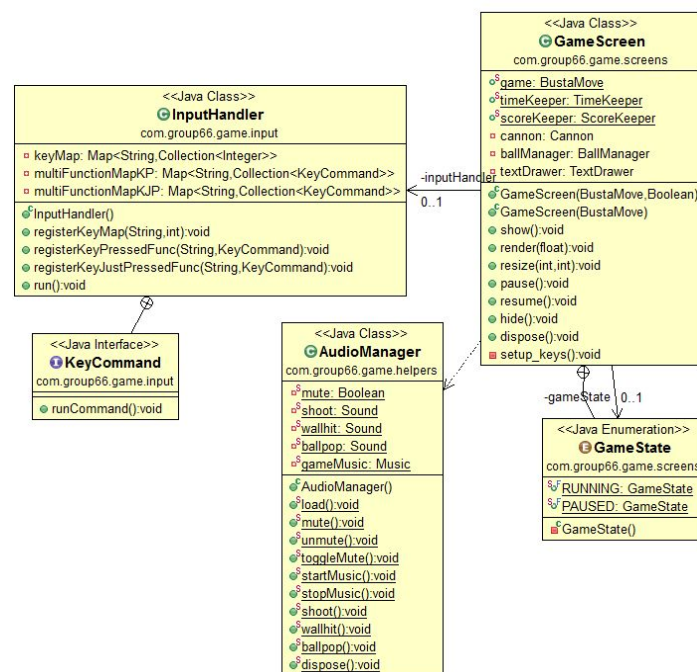 <<Java Class>>
InputHandler
com.group66.game.input
keyMap: Map<String,Collection<Integer>>
multiFunctionMapKP: Map<String,Collection<KeyCommand>>
multiFunctionMapKJP: Map<String,Collection<KeyCommand>>
InputHandler()
registerKeyMap(String,int):void
registerKeyPressedFunc(String,KeyCommand):void
registerKeyJustPressedFunc(String,KeyCommand):void
run():void
<<Java Interface>>
KeyCommand
com.group66.game.input
runCommand():void
-inputHandler
0..1
<<Java Class>>
GameScreen
com.group66.game.screens
game: BustaMove
timeKeeper: TimeKeeper
scoreKeeper: ScoreKeeper
cannon: Cannon
ballManager: BallManager
textDrawer: TextDrawer
GameScreen(BustaMove,Boolean)
GameScreen(BustaMove)
show():void
render(float):void
resize(int,int):void
pause():void
resume():void
hide():void
dispose():void
setup_keys():void
<<Java Class>>
AudioManager
com.group66.game.helpers
mute: Boolean
shoot: Sound
wallhit: Sound
ballpop: Sound
gameMusic: Music
AudioManager()
load():void
mute():void
unmute():void
toggleMute():void
startMusic():void
stopMusic():void
shoot():void
wallhit():void
ballpop():void
dispose():void
-gameState
0..1
<<Java Enumeration>>
GameState
com.group66.game.screens
RUNNING: GameState
PAUSED: GameState
GameState()